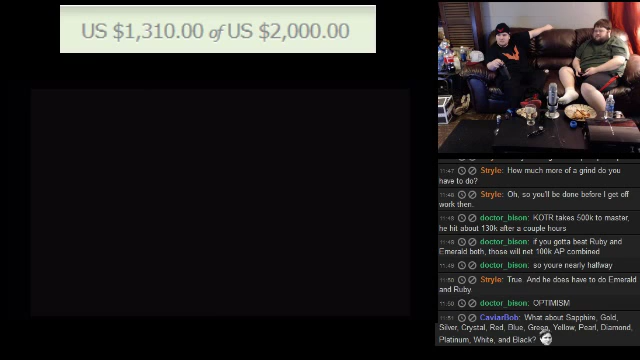 US $1,310.00 of US $2,000.00
11:47 Stryle: How much more of a grind do you
have to do?
11:48 Stryle: Oh, so you'll be done before I get off
work then.
11:48 doctor_bison: KOTR takes 500k to master,
he hit about 130k after a couple hours
11:49 doctor_bison: if you gotta beat Ruby and
Emerald both, those will net 100k AP combined
11:49 doctor_bison: so youre nearly halfway
11:50 Stryle: True. And he does have to do Emerald
and Ruby.
11:50 doctor_bison: OPTIMISM
11:51 CaviarBob: What about Sapphire, Gold,
Silver, Crystal, Red, Blue, Green, Yellow, Pearl, Diamond,
Platinum, White, and Black?